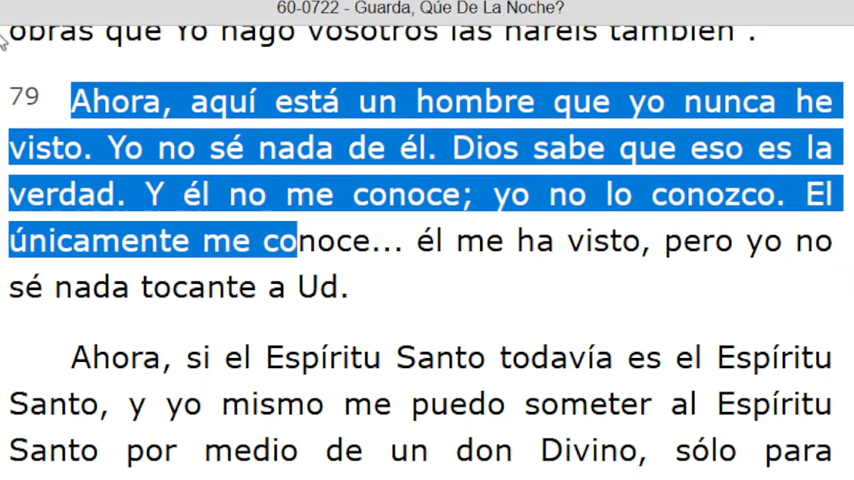 60-0722 - Guarda, Qúe De La Noche?
obras que Yo hago vosotros las haréis también".
79 Ahora, aquí está un hombre que yo nunca he
visto. Yo no sé nada de él. Dios sabe que eso es la
verdad. Y él no me conoce; yo no lo conozco. El
únicamente me conoce... él me ha visto, pero yo no
sé nada tocante a Ud.
Ahora, si el Espíritu Santo todavía es el Espíritu
Santo, y yo mismo me puedo someter al Espíritu
Santo por medio de un don Divino, sólo para